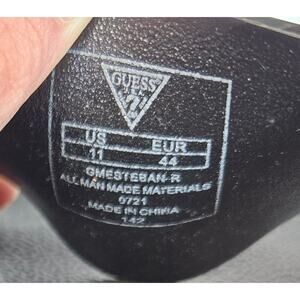 GUESS
?
US EUR
11 44
GMESTEBAN-R
ALL MAN MADE MATERIALS
0721
MADE IN CHINA
142